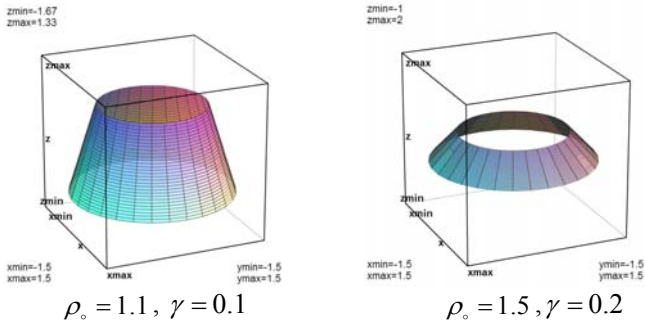 zmin=-1.67
zmax=1.33
zmax
z
zmin
xmin
x
xmax
xmin=-1.5
xmax=1.5
ymin=-1.5
ymax=1.5
ρ∘ = 1.1 , γ = 0.1
zmin=-1
zmax=2
zmax
z
zmin
xmin
x
xmax
xmin=-1.5
xmax=1.5
ymin=-1.5
ymax=1.5
ρ∘ = 1.5 , γ = 0.2